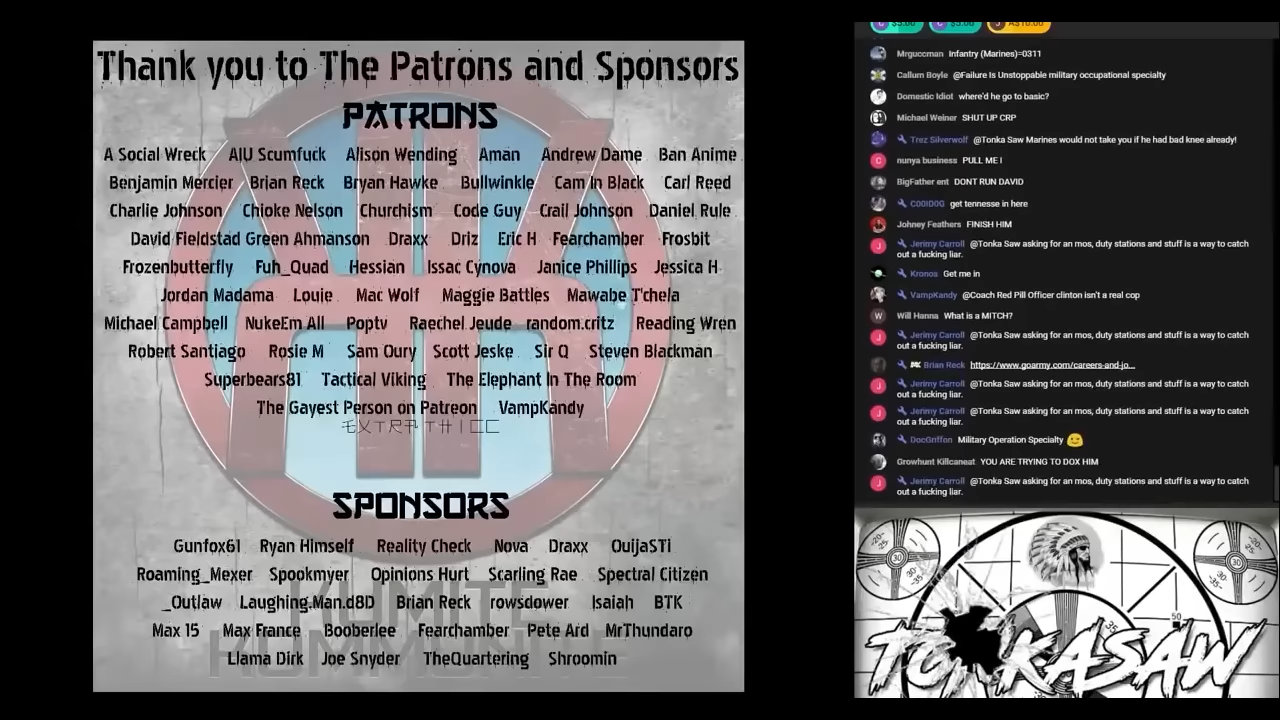 Thank you to The Patrons and Sponsors
PATRONS
A Social Wreck AIU Scumfuck Alison Wending Aman Andrew Dame Ban Anime
Benjamin Mercier Brian Reck Bryan Hawke Bullwinkle Cam In Black Carl Reed
Charlie Johnson Chioke Nelson Churchism Code Guy Crail Johnson Daniel Rule
David Fieldstad Green Ahmanson Draxx Driz Eric H Fearchamber Frosbit
Frozenbutterfly Fuh_Quad Hessian Issac Cynova Janice Phillips Jessica H
Jordan Madama Louie Mac Wolf Maggie Battles Mawabe T'chela
Michael Campbell NukeEm All Poptv Raechel Jeude random.critz Reading Wren
Robert Santiago Rosie M Sam Oury Scott Jeske Sir Q Steven Blackman
Superbears81 Tactical Viking The Elephant In The Room
The Gayest Person on Patreon VampKandy
SPONSORS
Gunfox61 Ryan Himself Reality Check Nova Draxx OuijaSTi
Roaming_Mexer Spookmyer Opinions Hurt Scarling Rae Spectral Citizen
_Outlaw Laughing.Man.d8D Brian Reck rowsdower Isaiah BTK
Max 15 Max France Booberlee Fearchamber Pete Ard MrThundaro
Llama Dirk Joe Snyder TheQuartering Shroomin
C $5.00 C $5.00 J A$10.00
Mrguccman Infantry (Marines)=0311
Callum Boyle @Failure Is Unstoppable military occupational specialty
Domestic Idiot where'd he go to basic?
Michael Weiner SHUT UP CRP
Trez Silverwolf @Tonka Saw Marines would not take you if he had bad knee already!
nunya business PULL ME I
BigFather ent DONT RUN DAVID
C00lD0G get tennesse in here
Johney Feathers FINISH HIM
Jerimy Carroll @Tonka Saw asking for an mos, duty stations and stuff is a way to catch
out a fucking liar.
Kronos Get me in
VampKandy @Coach Red Pill Officer clinton isn't a real cop
Will Hanna What is a MITCH?
Jerimy Carroll @Tonka Saw asking for an mos, duty stations and stuff is a way to catch
out a fucking liar.
Brian Reck https://www.goarmy.com/careers-and-jo...
Jerimy Carroll @Tonka Saw asking for an mos, duty stations and stuff is a way to catch
out a fucking liar.
Jerimy Carroll @Tonka Saw asking for an mos, duty stations and stuff is a way to catch
out a fucking liar.
DocGriffon Military Operation Specialty
Growhunt Killcaneat YOU ARE TRYING TO DOX HIM
Jerimy Carroll @Tonka Saw asking for an mos, duty stations and stuff is a way to catch
out a fucking liar.
TONKASAW